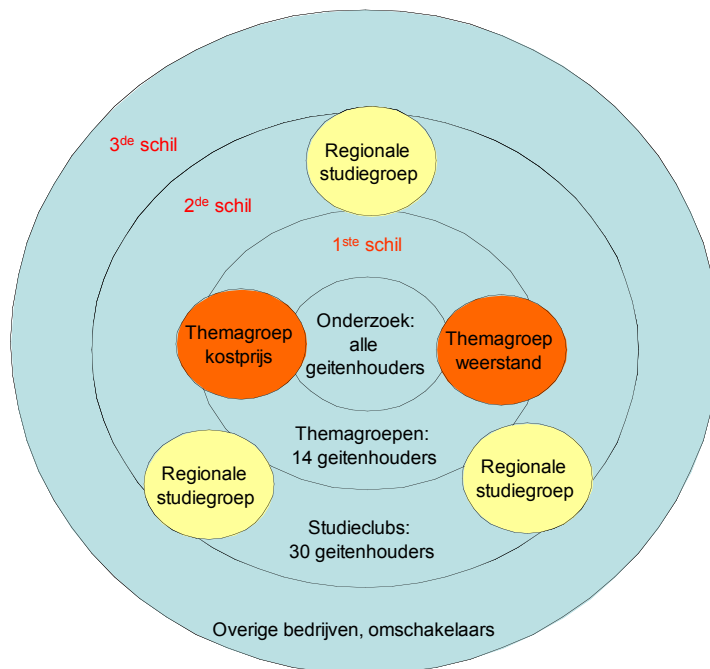 3de schil
Regionale
studiegroep
2de schil
1ste schil
Onderzoek:
alle
geitenhouders
Themagroep
kostprijs
Themagroep
weerstand
Themagroepen:
14 geitenhouders
Regionale
studiegroep
Regionale
studiegroep
Studieclubs:
30 geitenhouders
Overige bedrijven, omschakelaars